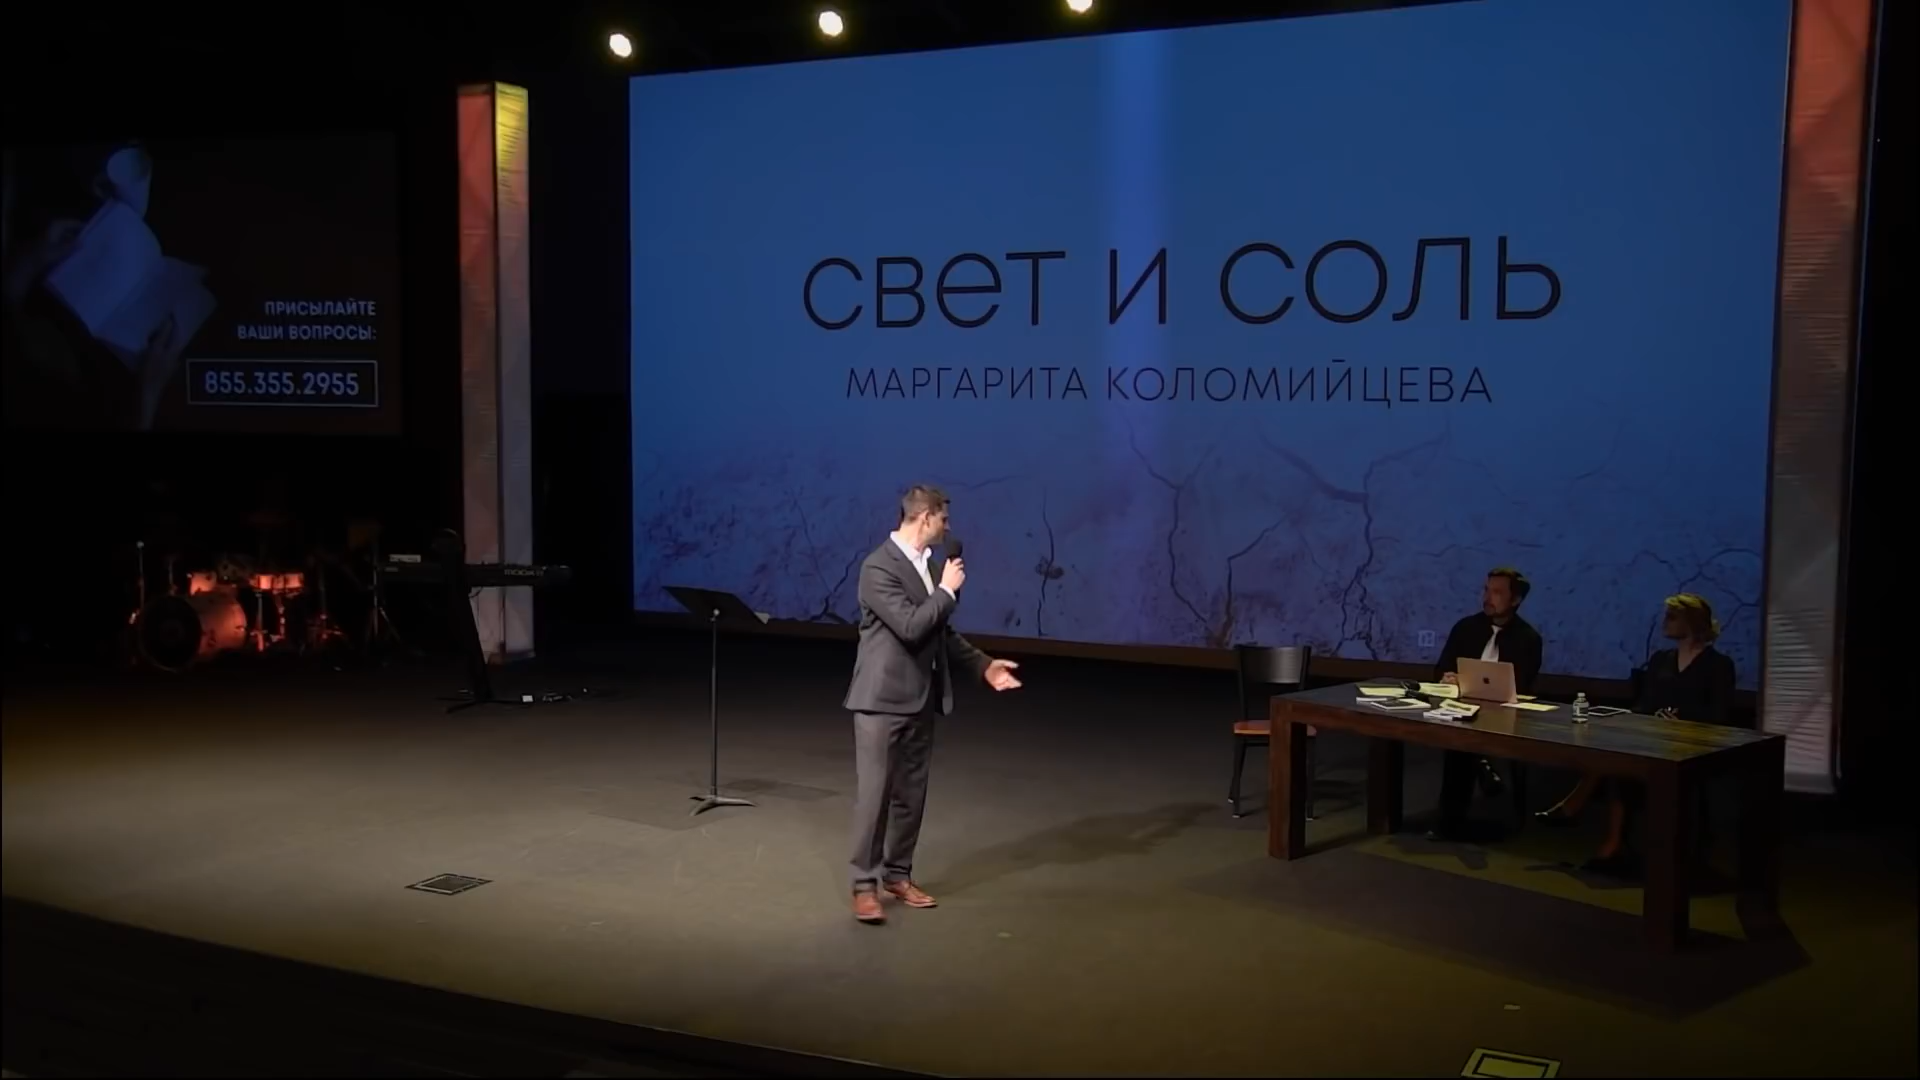 СВЕТ И СОЛЬ
МАРГАРИТА КОЛОМИЙЦЕВА
ПРИСЫЛАЙТЕ
ВАШИ ВОПРОСЫ:
855.355.2955